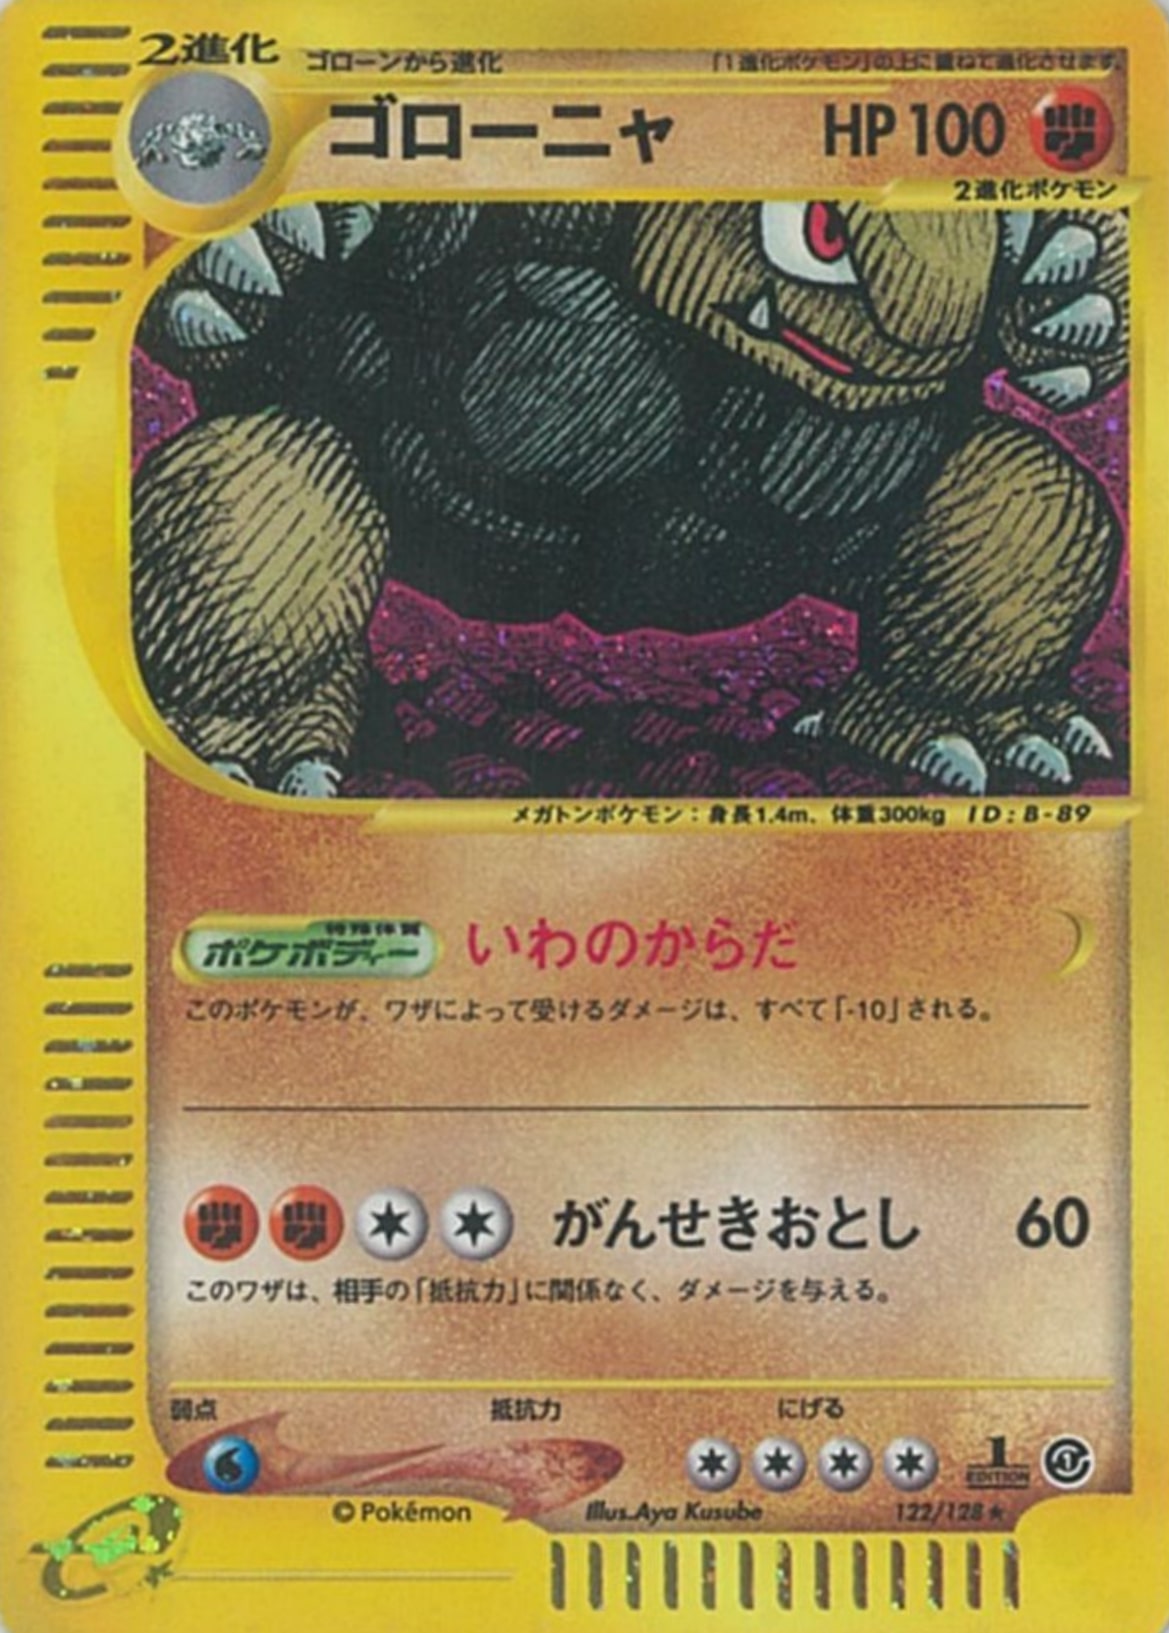 2進化 ゴローンから進化 「1進化ポケモン」の上に重ねて進化させます。
ゴローニャ HP 100
2進化ポケモン
メガトンポケモン：身長1.4m、体重300kg ID：B-89
特殊体質
ポケボディー いわのからだ
このポケモンが、ワザによって受けるダメージは、すべて「-10」される。
がんせきおとし 60
このワザは、相手の「抵抗力」に関係なく、ダメージを与える。
弱点 抵抗力 にげる
1 EDITION
© Pokémon Illus.Aya Kusube 122/128 ★